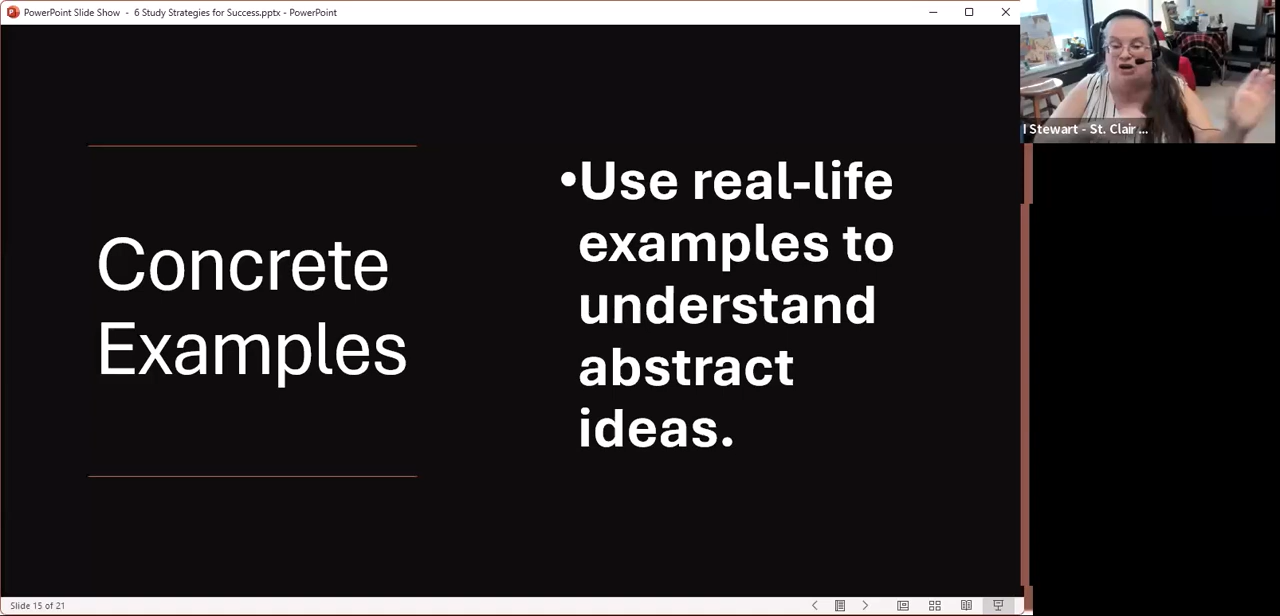 PowerPoint Slide Show - 6 Study Strategies for Success.pptx - PowerPoint
I Stewart - St. Clair ...
Concrete
Examples
•Use real-life
examples to
understand
abstract
ideas.
Slide 15 of 21